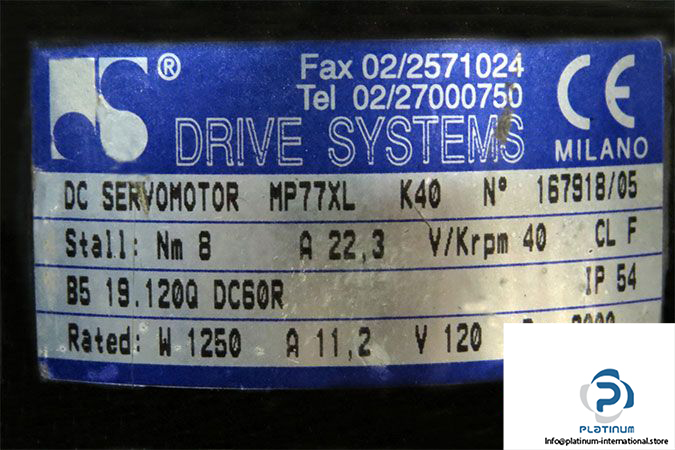 ®
Fax 02/2571024
Tel 02/27000750
CE
DRIVE SYSTEMS
MILANO
DC SERVOMOTOR MP77XL K40 N° 167918/05
Stall: Nm 8 A 22,3 V/Krpm 40 CL F
B5 19.120Q DC60R IP 54
Rated: W 1250 A 11,2 V 120
PLATINUM
Info@platinum-international.store